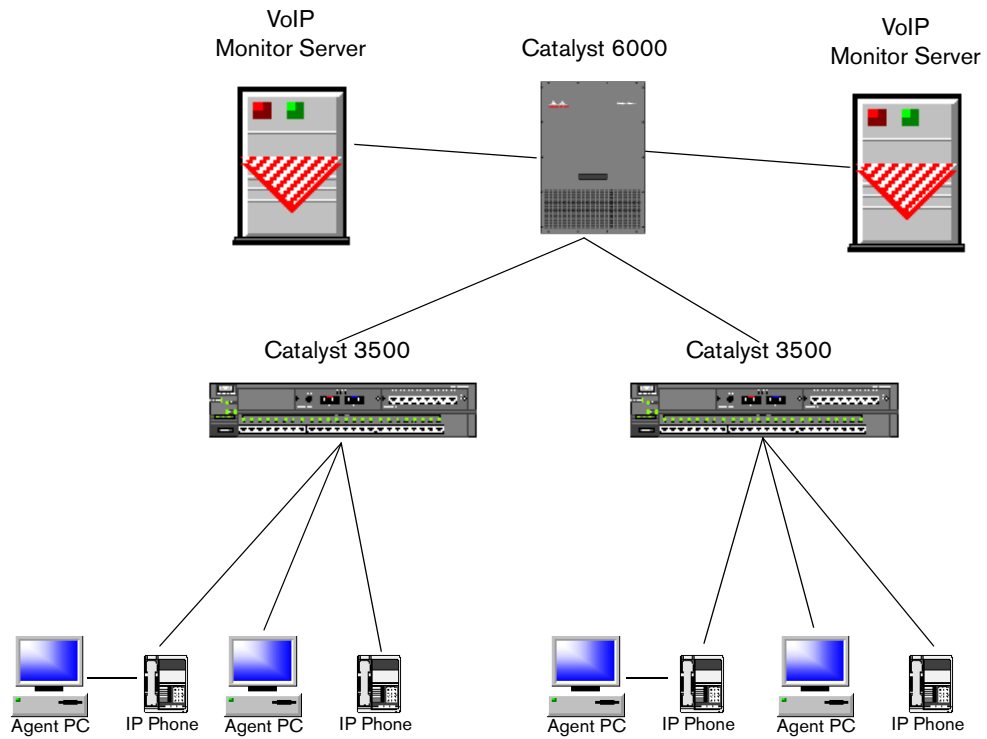 VoIP
Monitor Server
Catalyst 6000
VoIP
Monitor Server
Catalyst 3500
Catalyst 3500
Agent PC
IP Phone
Agent PC
IP Phone
Agent PC
IP Phone
Agent PC
IP Phone